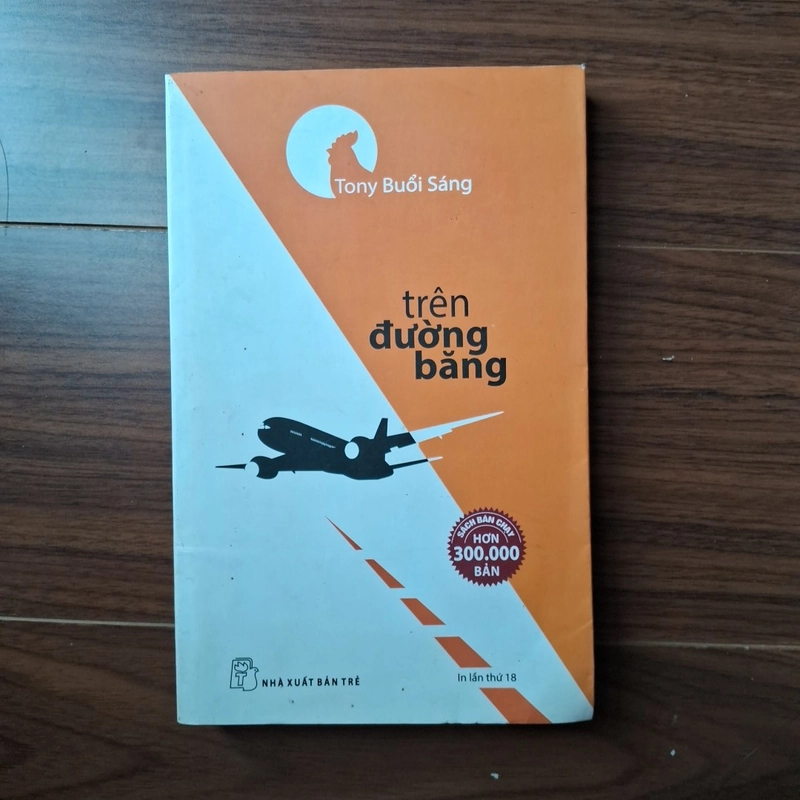 Tony Buổi Sáng
trên
đường
băng
SÁCH BÁN CHẠY
HƠN
300.000
BẢN
T
NHÀ XUẤT BẢN TRẺ
In lần thứ 18